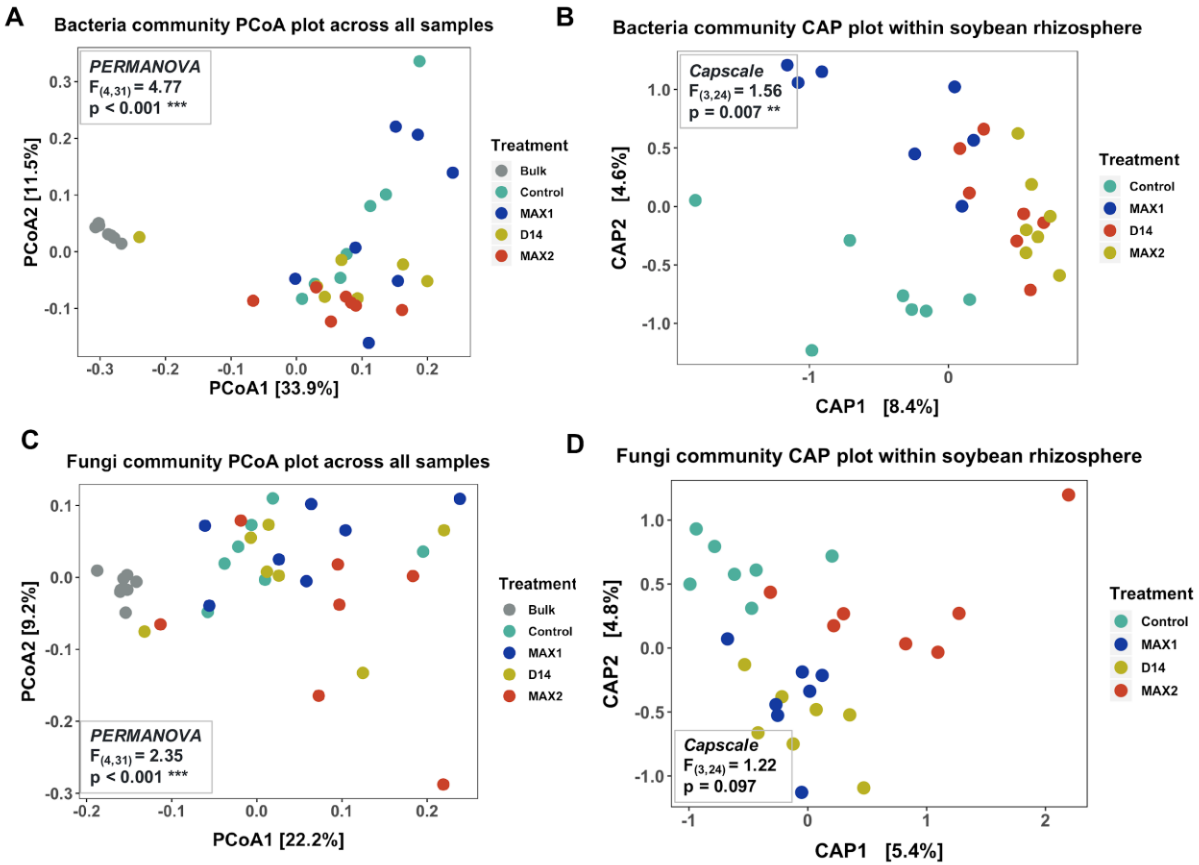 A
Bacteria community PCoA plot across all samples
PERMANOVA
F(4,31) = 4.77
p < 0.001 ***
0.3
0.2
0.1
0.0
-0.1
PCoA2 [11.5%]
-0.3
-0.2
-0.1
0.0
0.1
0.2
PCoA1 [33.9%]
Treatment
Bulk
Control
MAX1
D14
MAX2
B
Bacteria community CAP plot within soybean rhizosphere
Capscale
F(3,24) = 1.56
p = 0.007 **
1.0
0.5
0.0
-0.5
-1.0
CAP2 [4.6%]
-1
0
CAP1 [8.4%]
Treatment
Control
MAX1
D14
MAX2
C
Fungi community PCoA plot across all samples
0.1
0.0
-0.1
-0.2
-0.3
PCoA2 [9.2%]
PERMANOVA
F(4,31) = 2.35
p < 0.001 ***
-0.2
-0.1
0.0
0.1
0.2
PCoA1 [22.2%]
Treatment
Bulk
Control
MAX1
D14
MAX2
D
Fungi community CAP plot within soybean rhizosphere
1.0
0.5
0.0
-0.5
-1.0
CAP2 [4.8%]
Capscale
F(3,24) = 1.22
p = 0.097
-1
0
1
2
CAP1 [5.4%]
Treatment
Control
MAX1
D14
MAX2